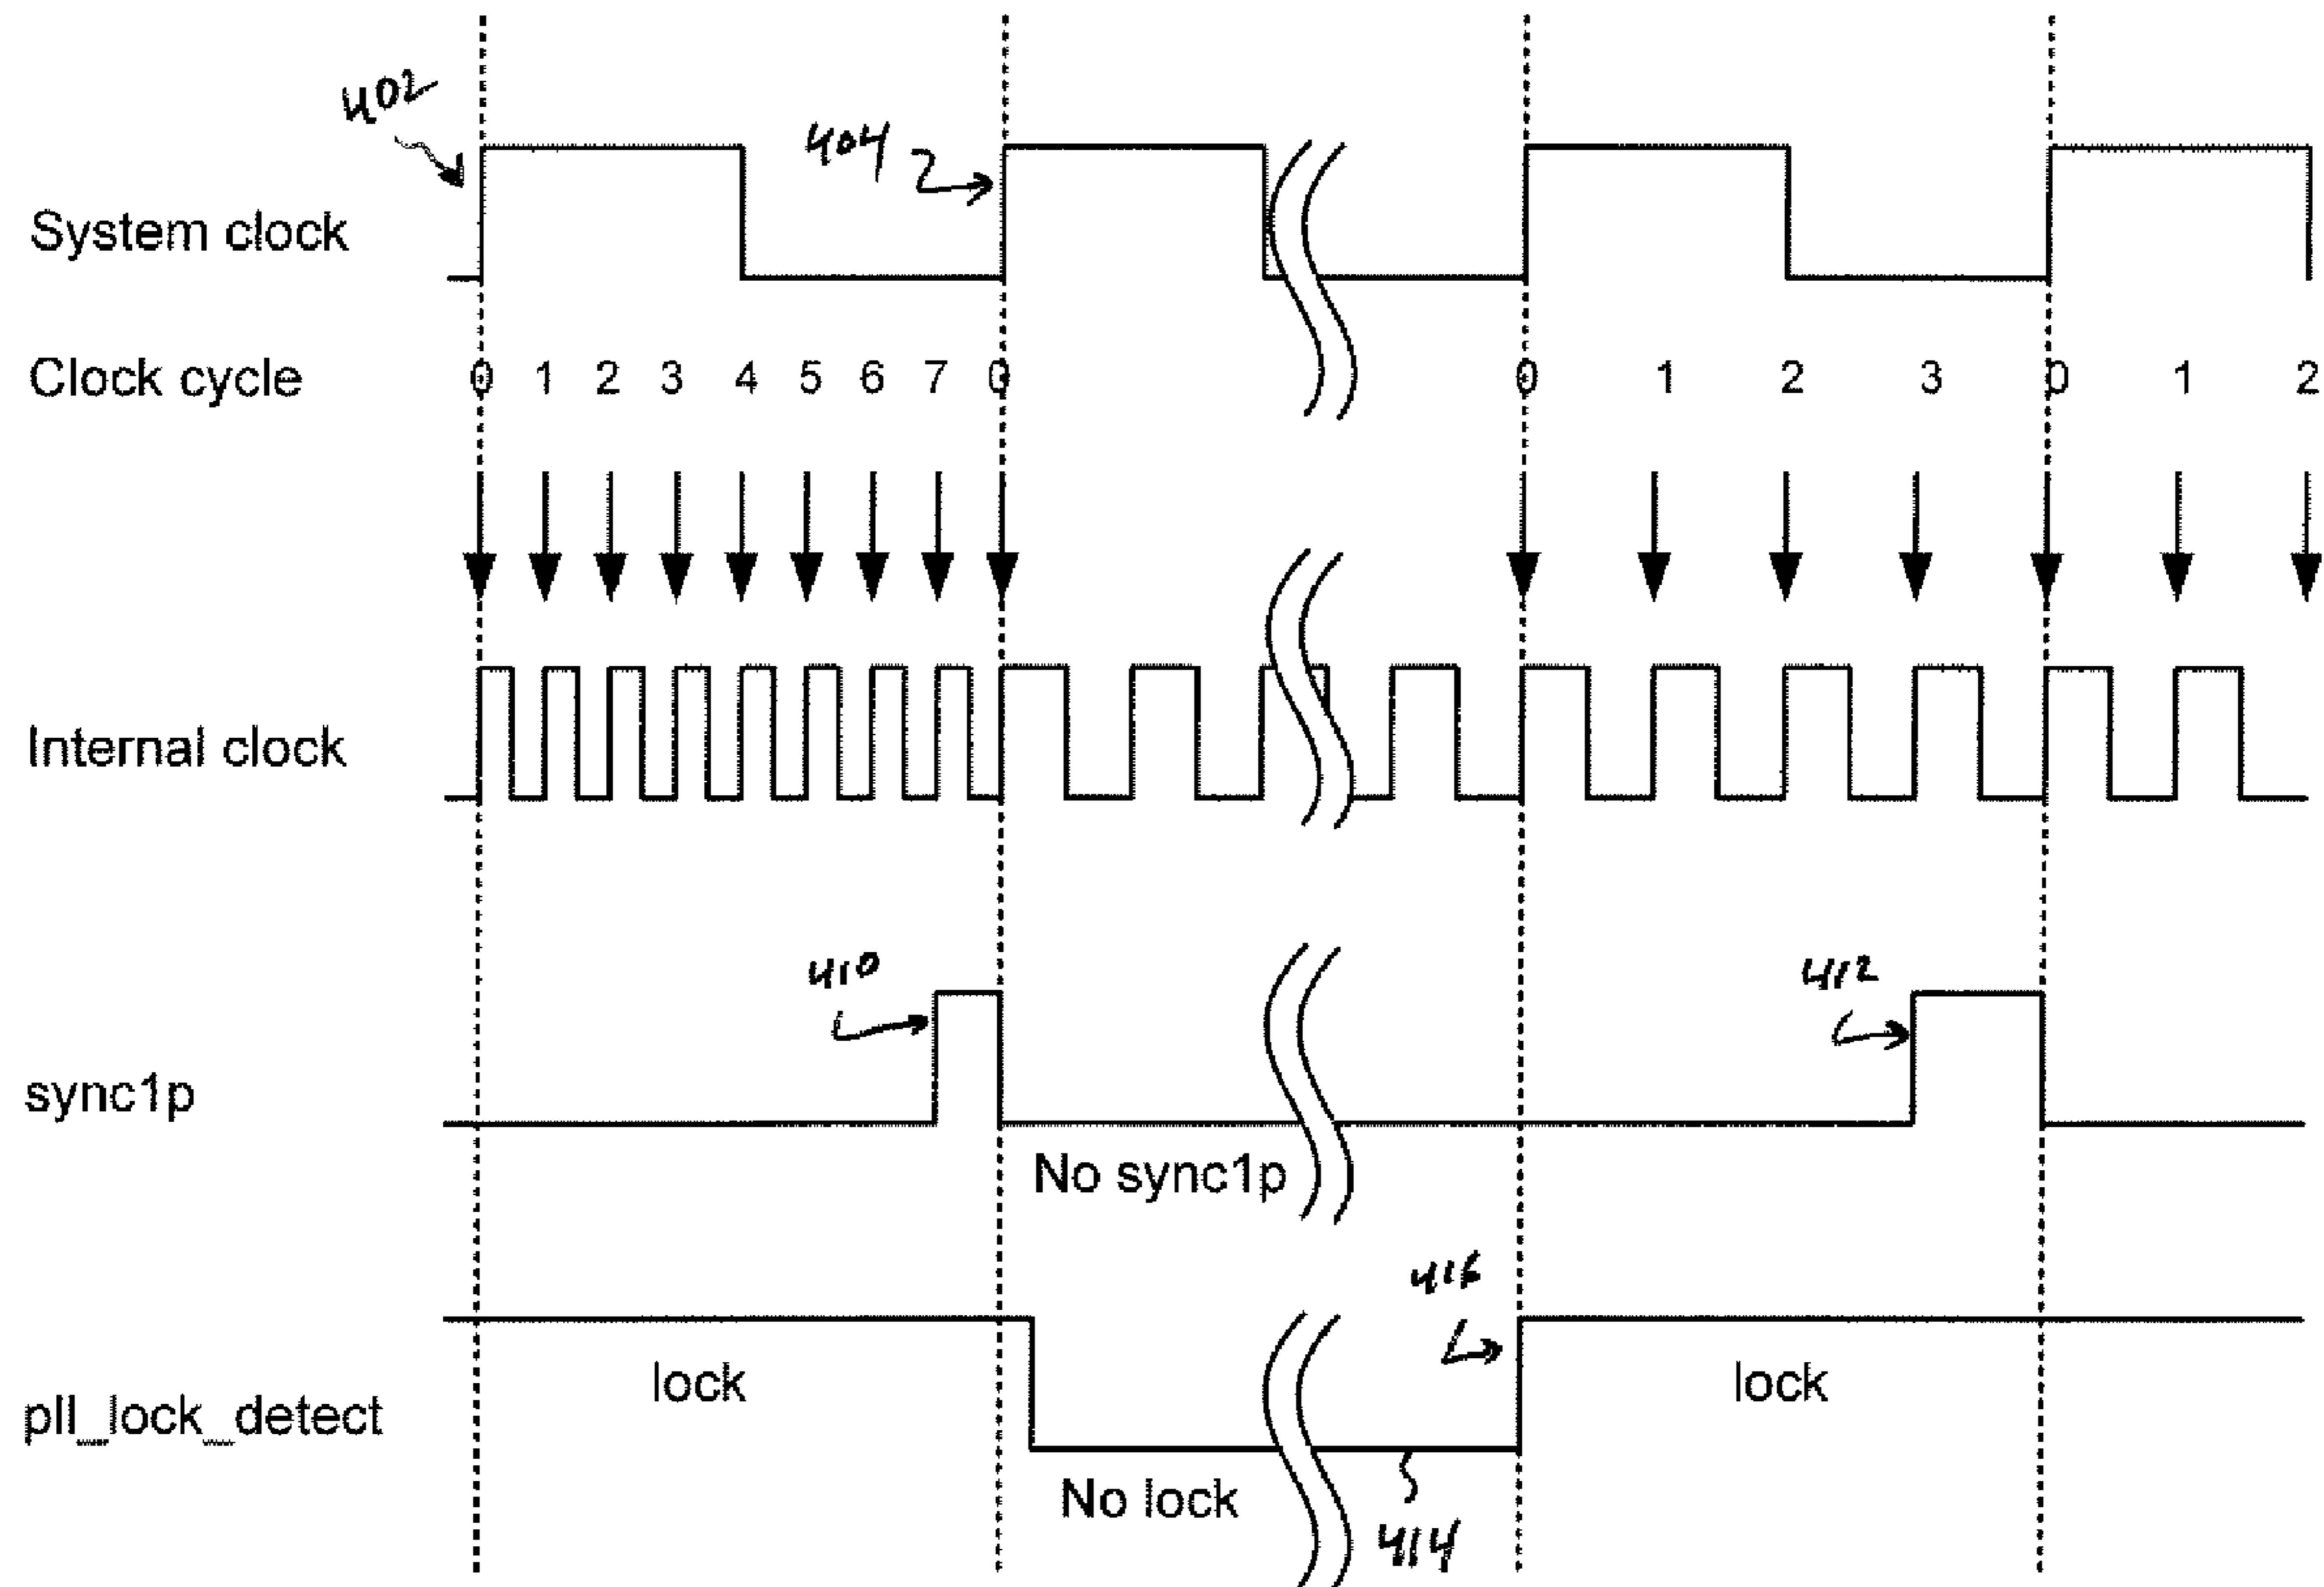 402
404
System clock
Clock cycle 0 1 2 3 4 5 6 7 0 0 1 2 3 0 1 2
Internal clock
410
412
sync1p
No sync1p
416
lock
lock
pll_lock_detect
No lock
414